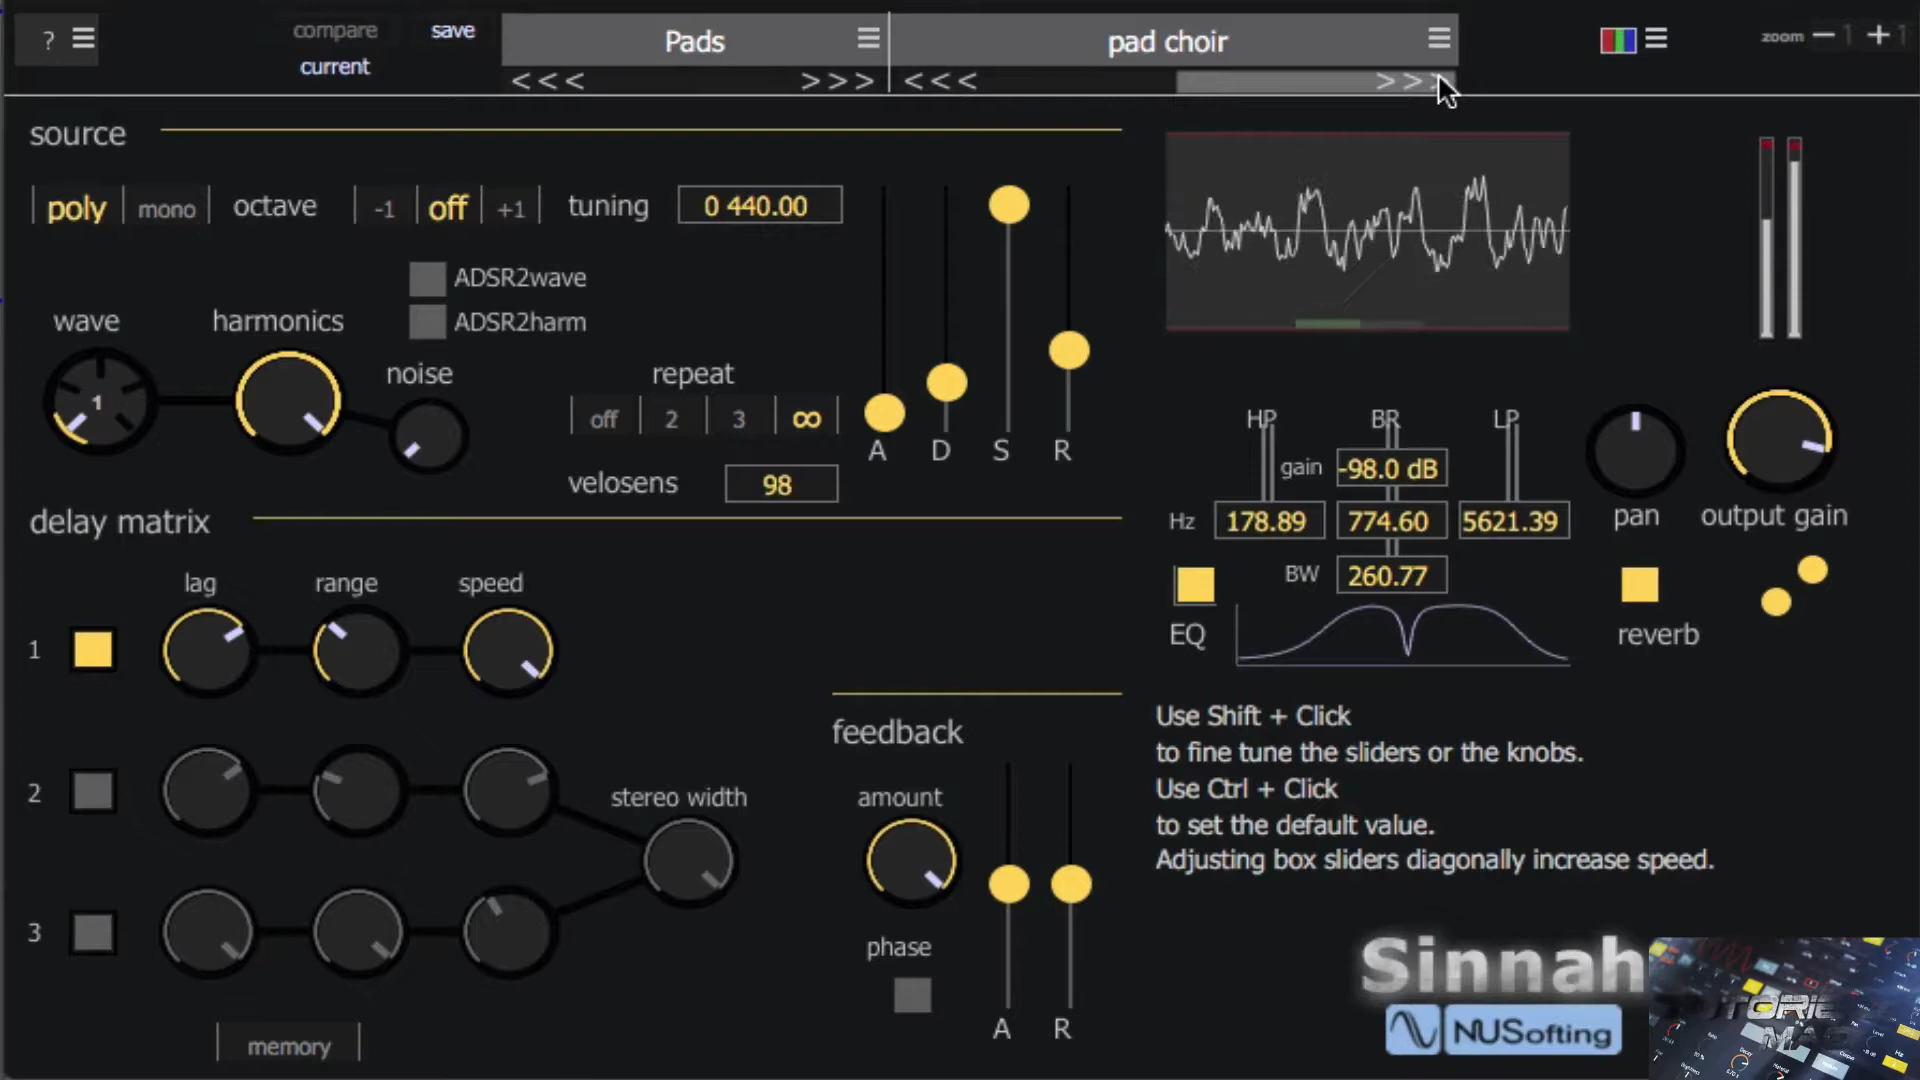 ? compare save Pads pad choir zoom − 1 + 1
current <<< >>> <<< >>>
source
poly mono octave -1 off +1 tuning 0 440.00
ADSR2wave
ADSR2harm
wave harmonics noise
1
repeat
off 2 3 ∞
velosens 98
A D S R
HP BR LP
gain -98.0 dB
Hz 178.89 774.60 5621.39
BW 260.77
EQ
pan output gain
reverb
delay matrix
lag range speed
1
2
3
stereo width
memory
feedback
amount
phase
A R
Use Shift + Click
to fine tune the sliders or the knobs.
Use Ctrl + Click
to set the default value.
Adjusting box sliders diagonally increase speed.
Sinnah
NUSofting